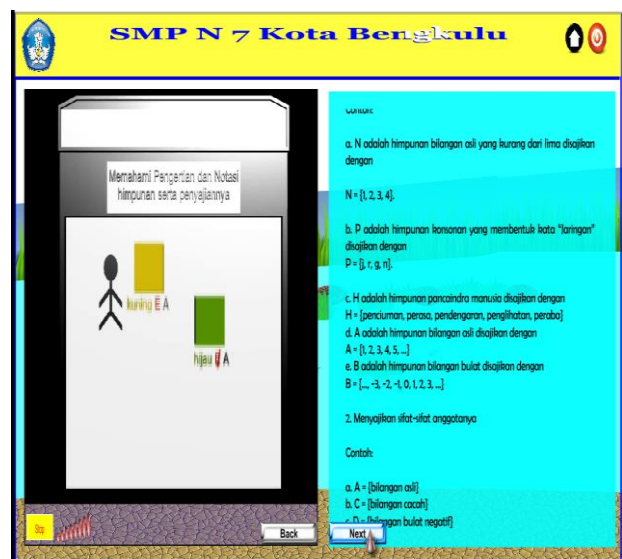 SMP N 7 Kota Bengkulu
Memahami Pengertian dan Notasi
himpunan serta penyajiannya
kuning E A
hijau E A
Stop
Back
Contoh:
a. N adalah himpunan bilangan asli yang kurang dari lima disajikan
dengan
N = {1, 2, 3, 4}.
b. P adalah himpunan konsonan yang membentuk kata “Jaringan”
disajikan dengan
P = {j, r, g, n}.
c. H adalah himpunan pancaindra manusia disajikan dengan
H = {penciuman, perasa, pendengaran, penglihatan, peraba}
d. A adalah himpunan bilangan asli disajikan dengan
A = {1, 2, 3, 4, 5, ...}
e. B adalah himpunan bilangan bulat disajikan dengan
B = {..., -3, -2, -1, 0, 1, 2, 3, ...}
2. Menyajikan sifat-sifat anggotanya
Contoh:
a. A = {bilangan asli}
b. C = {bilangan cacah}
c. D = {bilangan bulat negatif}
Next